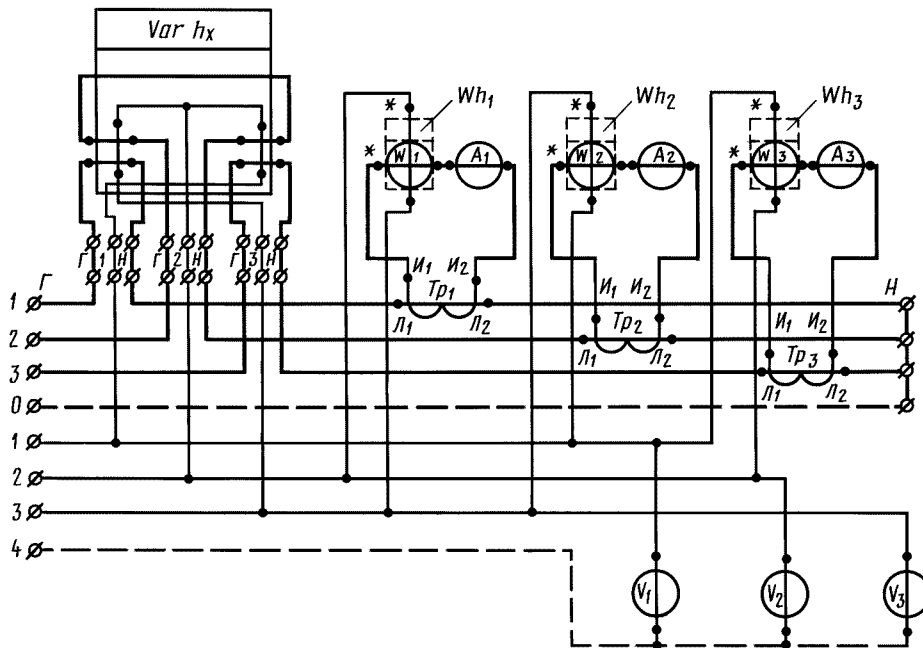 Var hx
* Wh1
* Wh2
* Wh3
* W1 A1
* W2 A2
* W3 A3
Г 1 Н Г 2 Н Г 3 Н
Г
И1 И2
Н
1
Тр1
И1 И2
Л1 Л2
Тр2
2
И1 И2
Л1 Л2
Тр3
3
Л1 Л2
0
1
2
3
4
V1 V2 V3